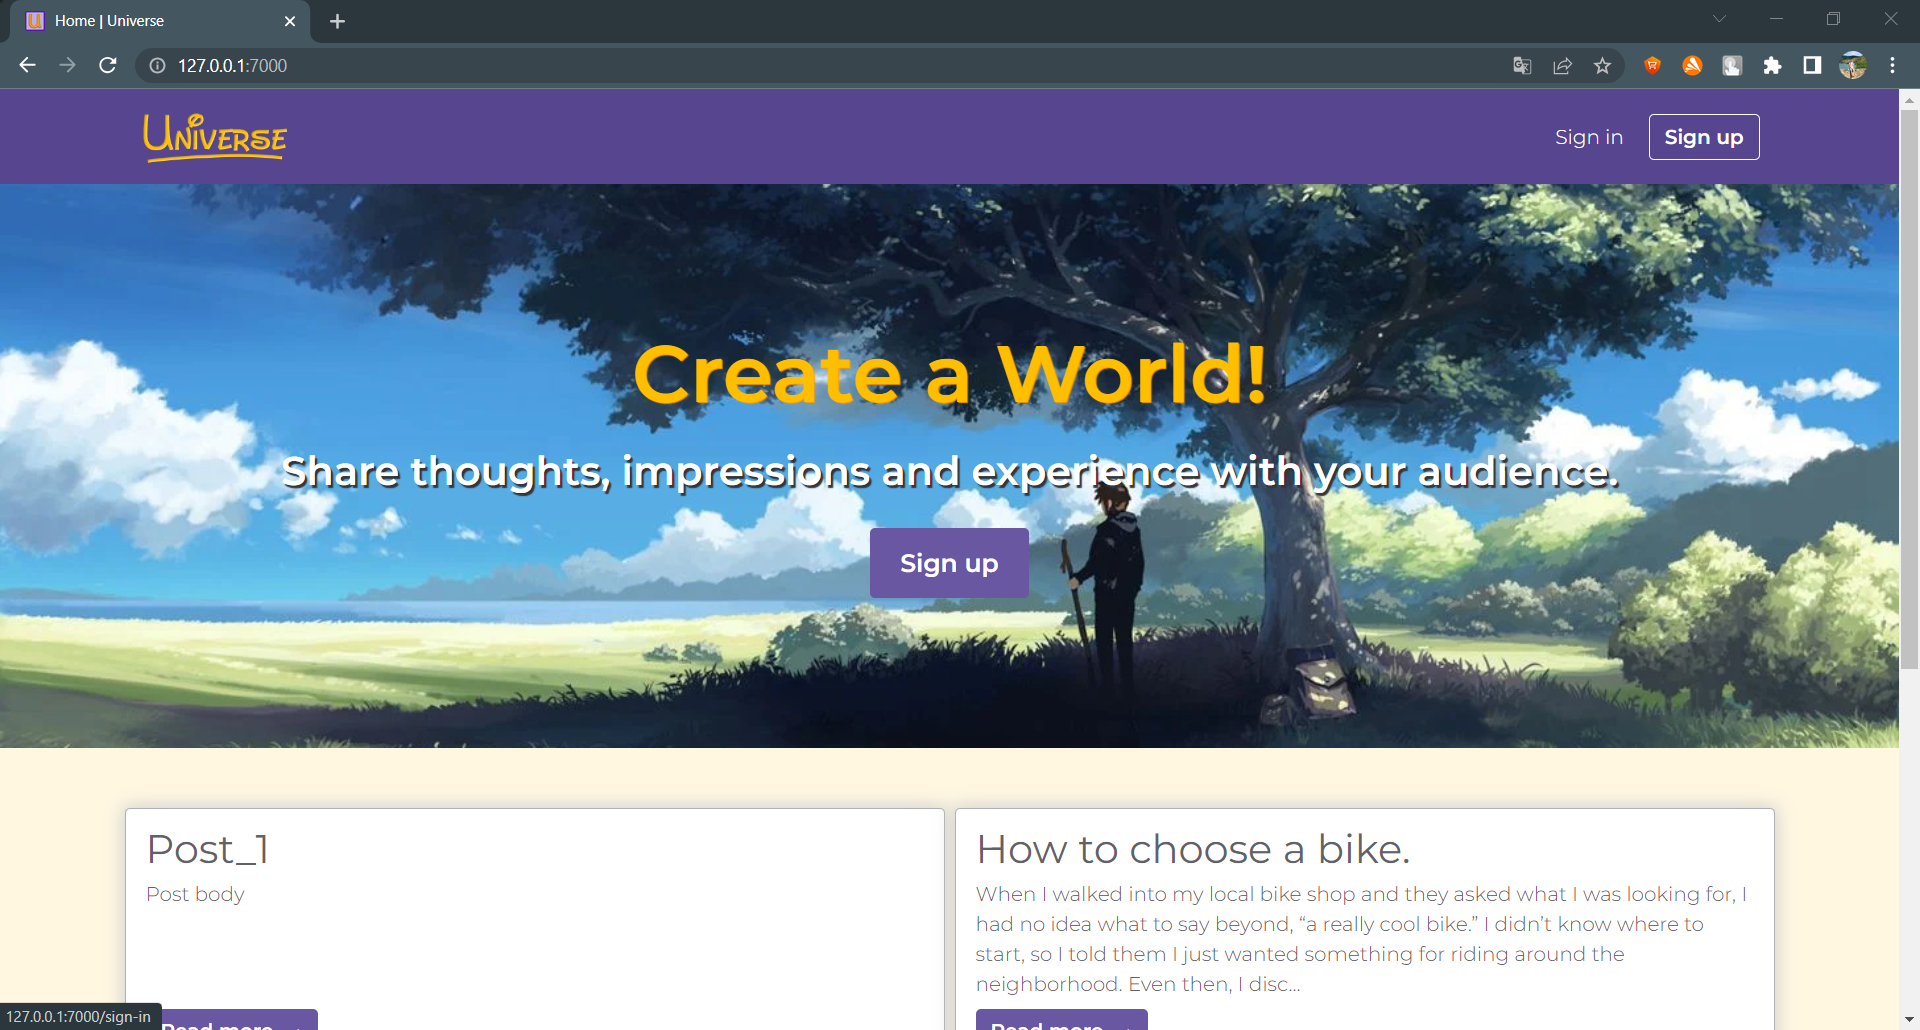 Home | Universe
127.0.0.1:7000
Universe
Sign in
Sign up
Create a World!
Share thoughts, impressions and experience with your audience.
Sign up
Post_1
Post body
Read more
How to choose a bike.
When I walked into my local bike shop and they asked what I was looking for, I
had no idea what to say beyond, “a really cool bike.” I didn’t know where to
start, so I told them I just wanted something for riding around the
neighborhood. Even then, I disc...
Read more
127.0.0.1:7000/sign-in